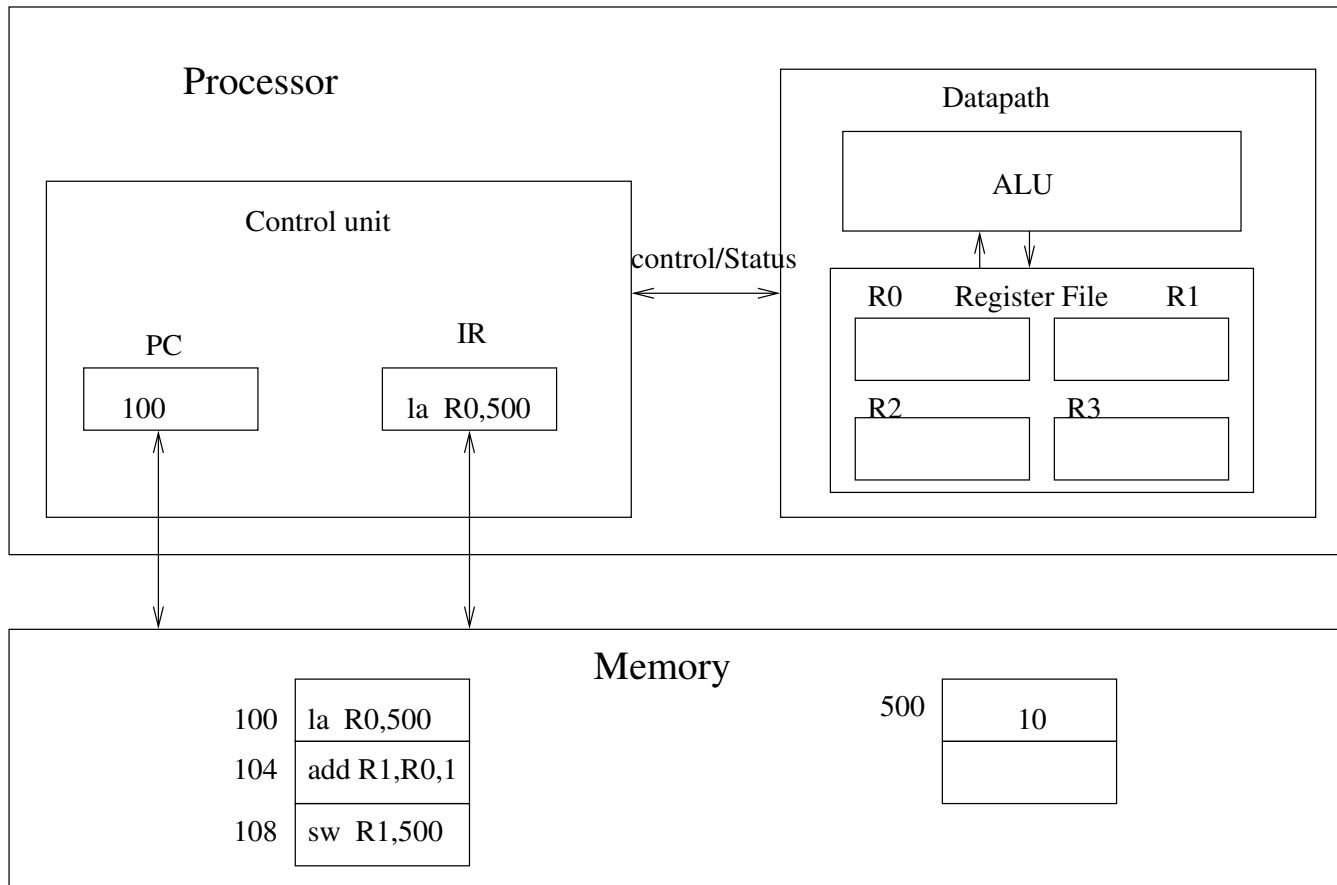 Processor
Datapath
ALU
Control unit
control/Status
R0 Register File R1
PC
IR
100
la R0,500
R2
R3
Memory
100 la R0,500
500 10
104 add R1,R0,1
108 sw R1,500